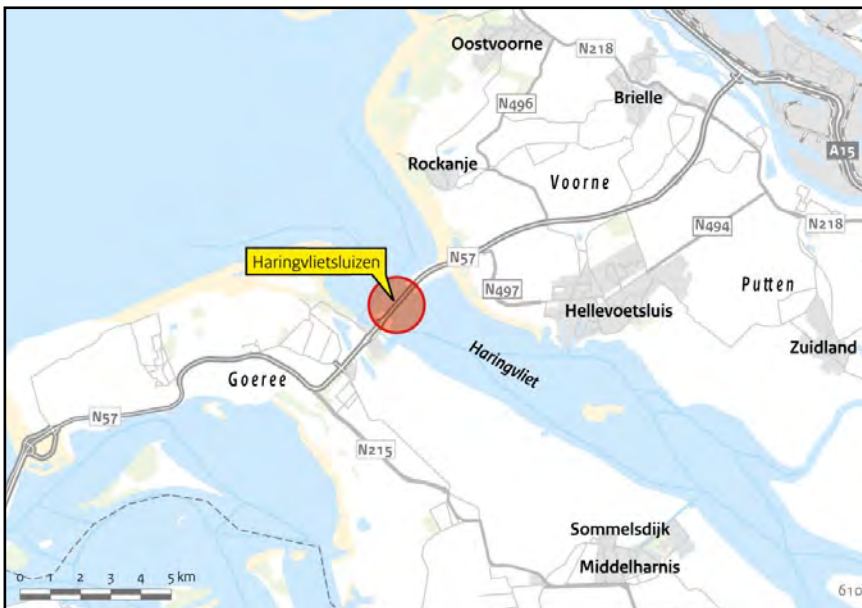 Oostvoorne
N218
Brielle
N496
A15
Rockanje
Voorne
N218
N494
Haringvlietsluizen
N57
N497
Putten
Hellevoetsluis
Zuidland
Haringvliet
Goeree
N57
N215
Sommelsdijk
Middelharnis
0 1 2 3 4 5 km
610